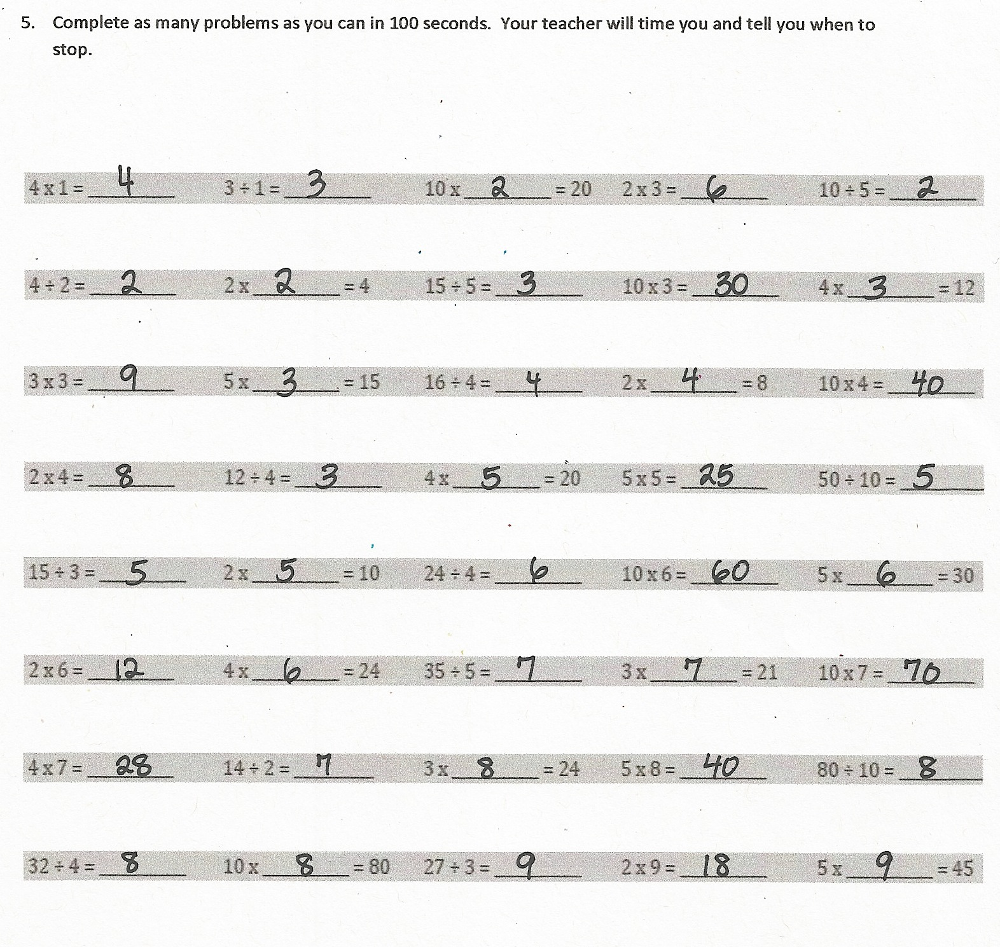 5. Complete as many problems as you can in 100 seconds. Your teacher will time you and tell you when to
stop.
4 x 1 = 4 3 ÷ 1 = 3 10 x 2 = 20 2 x 3 = 6 10 ÷ 5 = 2
4 ÷ 2 = 2 2 x 2 = 4 15 ÷ 5 = 3 10 x 3 = 30 4 x 3 = 12
3 x 3 = 9 5 x 3 = 15 16 ÷ 4 = 4 2 x 4 = 8 10 x 4 = 40
2 x 4 = 8 12 ÷ 4 = 3 4 x 5 = 20 5 x 5 = 25 50 ÷ 10 = 5
15 ÷ 3 = 5 2 x 5 = 10 24 ÷ 4 = 6 10 x 6 = 60 5 x 6 = 30
2 x 6 = 12 4 x 6 = 24 35 ÷ 5 = 7 3 x 7 = 21 10 x 7 = 70
4 x 7 = 28 14 ÷ 2 = 7 3 x 8 = 24 5 x 8 = 40 80 ÷ 10 = 8
32 ÷ 4 = 8 10 x 8 = 80 27 ÷ 3 = 9 2 x 9 = 18 5 x 9 = 45